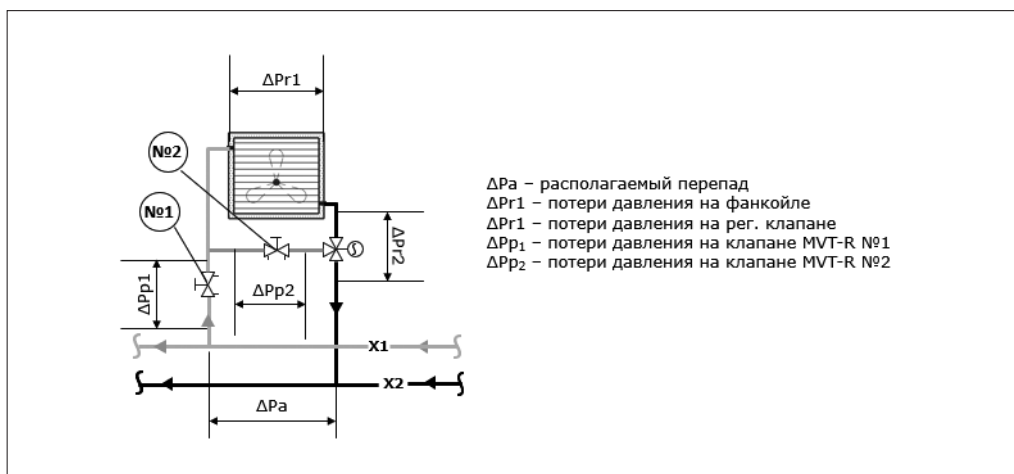 ΔPr1
№2
№1
ΔPr2
ΔPp1
ΔPp2
X1
X2
ΔPa
ΔPa – располагаемый перепад
ΔPr1 – потери давления на фанкойле
ΔPr1 – потери давления на рег. клапане
ΔPp₁ – потери давления на клапане MVT-R №1
ΔPp₂ – потери давления на клапане MVT-R №2